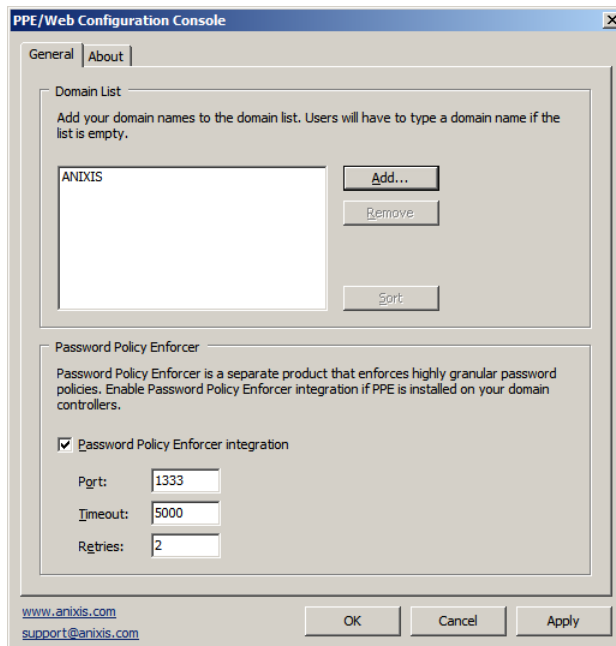 PPE/Web Configuration Console
General
About
Domain List
Add your domain names to the domain list. Users will have to type a domain name if the
list is empty.
ANIXIS
Add...
Remove
Sort
Password Policy Enforcer
Password Policy Enforcer is a separate product that enforces highly granular password
policies. Enable Password Policy Enforcer integration if PPE is installed on your domain
controllers.
Password Policy Enforcer integration
Port: 1333
Timeout: 5000
Retries: 2
www.anixis.com
support@anixis.com
OK
Cancel
Apply